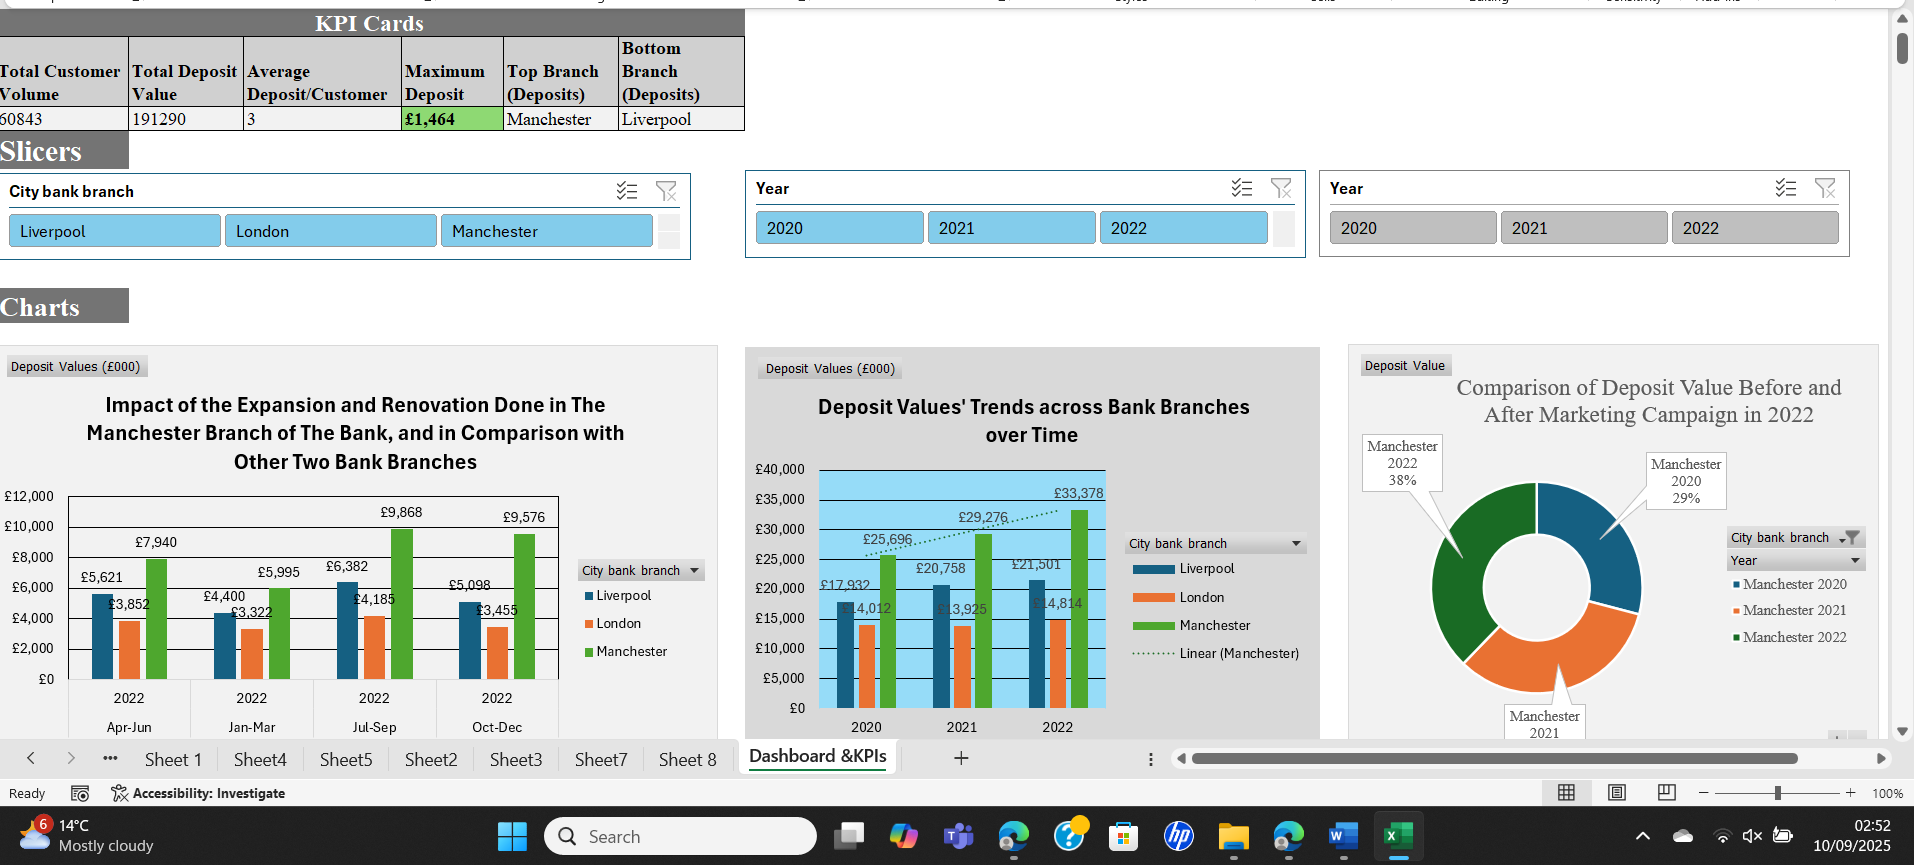 KPI Cards
Total Customer Volume
Total Deposit Value
Average Deposit/Customer
Maximum Deposit
Top Branch (Deposits)
Bottom Branch (Deposits)
60843
191290
3
£1,464
Manchester
Liverpool
Slicers
City bank branch
Liverpool
London
Manchester
Year
2020
2021
2022
Year
2020
2021
2022
Charts
Deposit Values (£000)
Impact of the Expansion and Renovation Done in The
Manchester Branch of The Bank, and in Comparison with
Other Two Bank Branches
£12,000
£10,000
£8,000
£6,000
£4,000
£2,000
£0
£5,621
£3,852
£7,940
£4,400
£3,322
£5,995
£6,382
£4,185
£9,868
£5,098
£3,455
£9,576
2022
2022
2022
2022
Apr-Jun
Jan-Mar
Jul-Sep
Oct-Dec
City bank branch
Liverpool
London
Manchester
Deposit Values (£000)
Deposit Values' Trends across Bank Branches
over Time
£40,000
£35,000
£30,000
£25,000
£20,000
£15,000
£10,000
£5,000
£0
£17,932
£14,012
£25,696
£20,758
£13,925
£29,276
£21,501
£14,814
£33,378
2020
2021
2022
City bank branch
Liverpool
London
Manchester
Linear (Manchester)
Deposit Value
Comparison of Deposit Value Before and
After Marketing Campaign in 2022
Manchester
2022
38%
Manchester
2020
29%
Manchester
2021
City bank branch
Year
Manchester 2020
Manchester 2021
Manchester 2022
Sheet 1
Sheet4
Sheet5
Sheet2
Sheet3
Sheet7
Sheet 8
Dashboard &KPIs
Ready
Accessibility: Investigate
100%
6
14°C
Mostly cloudy
Search
02:52
10/09/2025